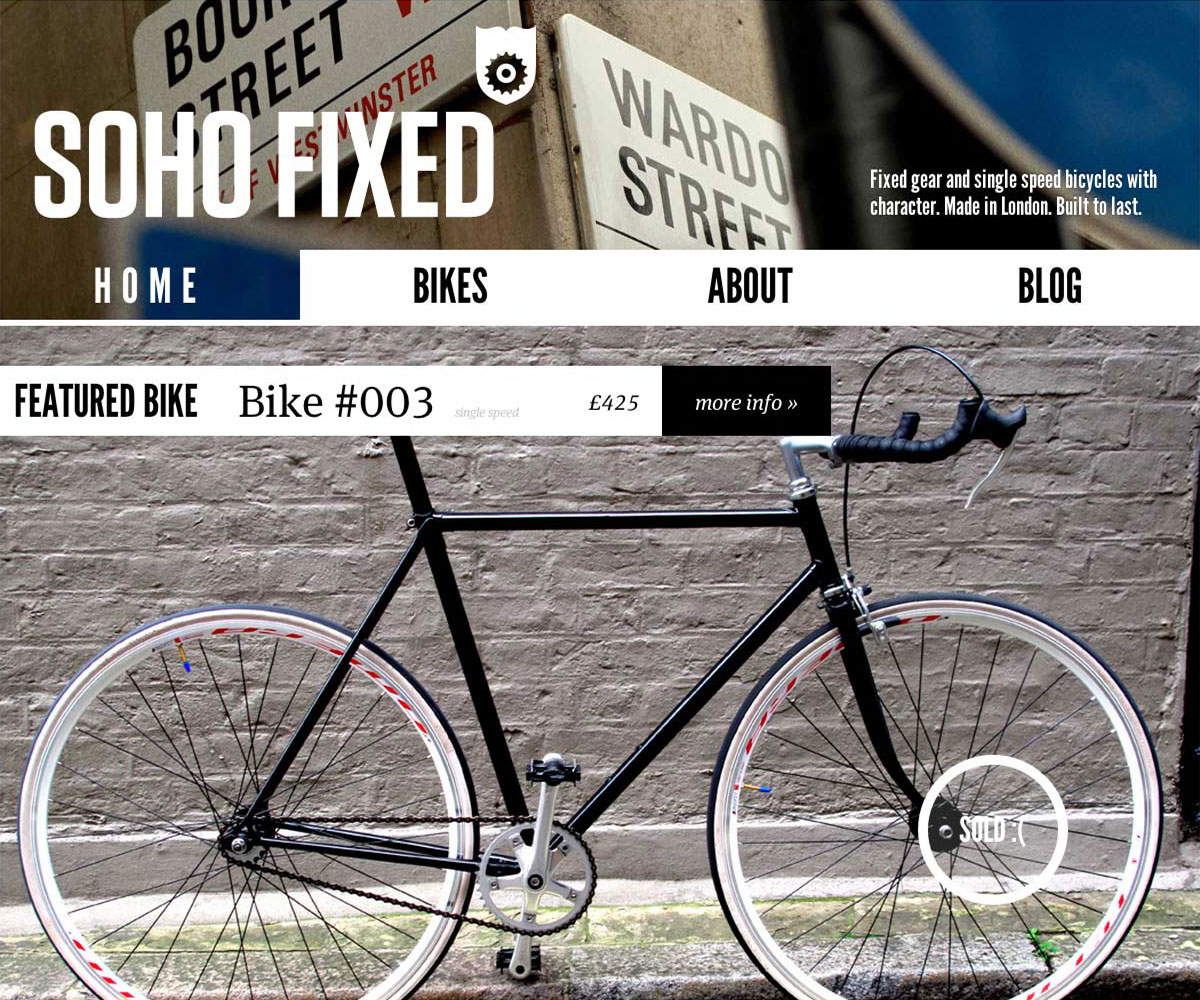 BOUR
STREET W
OF WESTMINSTER
WARDO
STREET
SOHO FIXED
Fixed gear and single speed bicycles with
character. Made in London. Built to last.
HOME BIKES ABOUT BLOG
FEATURED BIKE Bike #003 single speed £425 more info »
SOLD :(